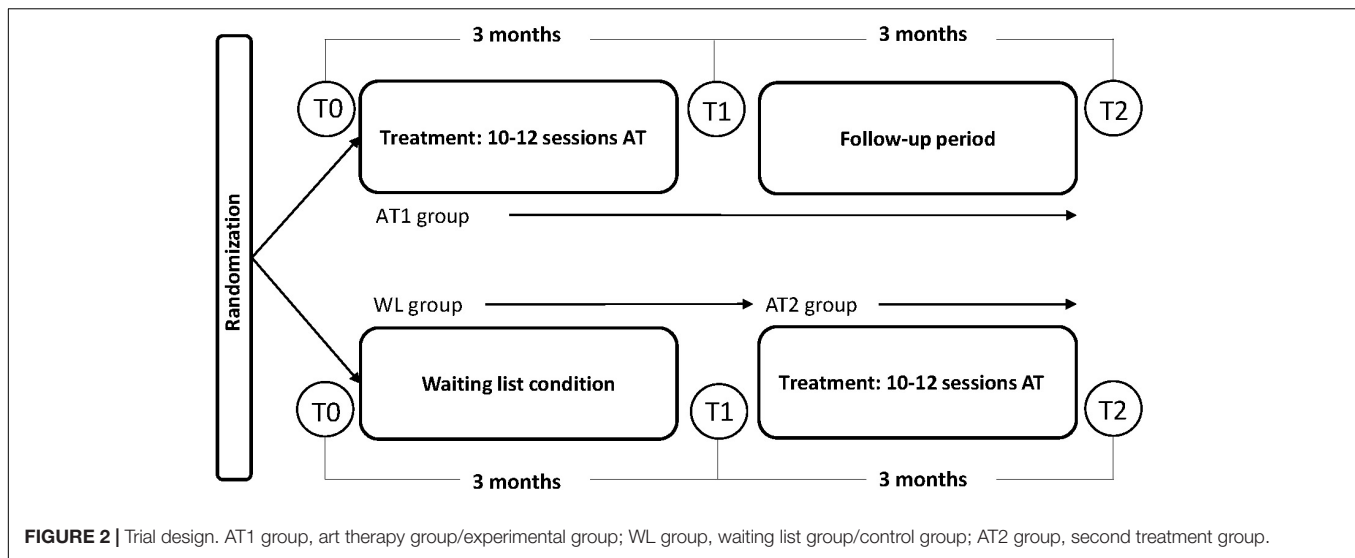 3 months 3 months
T0 T1 T2
Treatment: 10-12 sessions AT
Follow-up period
AT1 group
Randomization
WL group
AT2 group
Waiting list condition
Treatment: 10-12 sessions AT
T0 T1 T2
3 months 3 months
FIGURE 2 | Trial design. AT1 group, art therapy group/experimental group; WL group, waiting list group/control group; AT2 group, second treatment group.